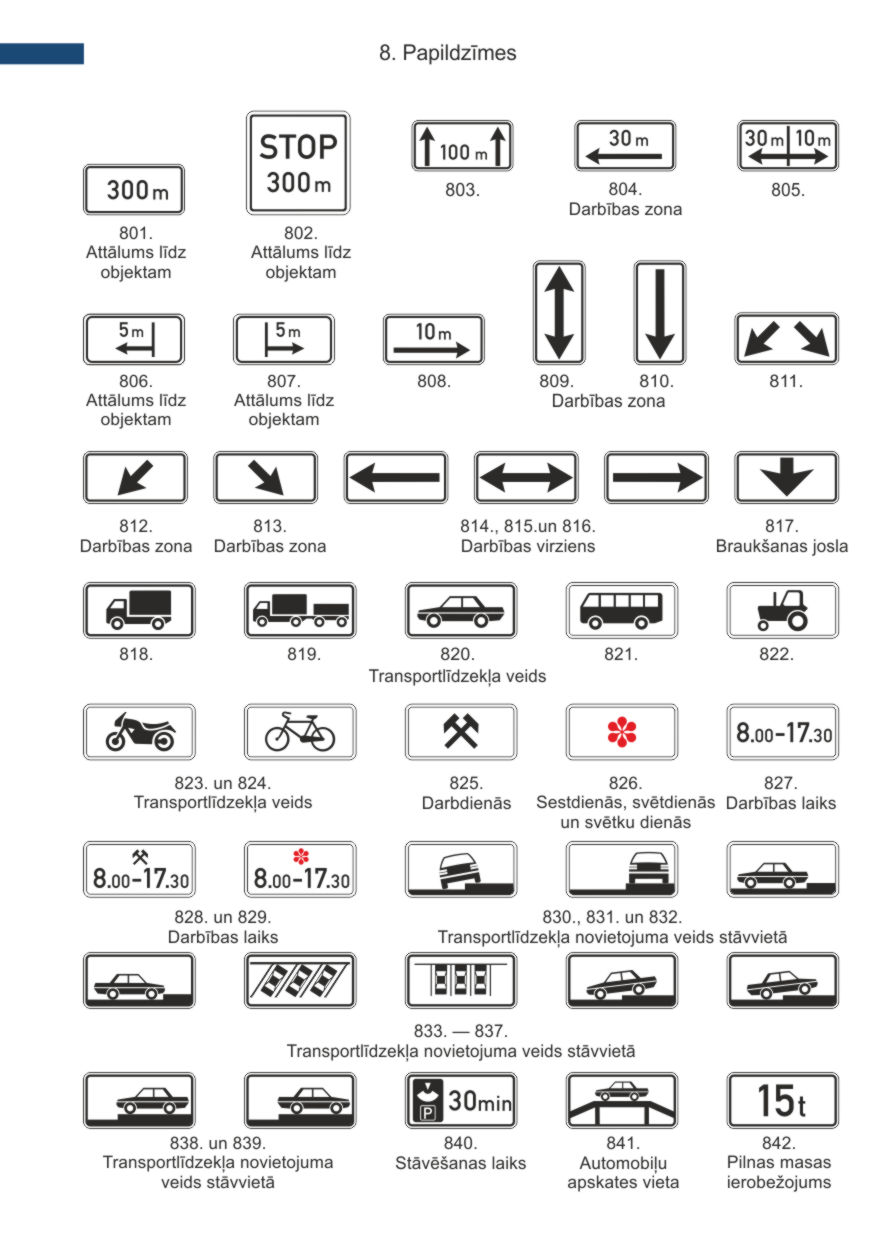 8. Papildzīmes
300 m
STOP
300 m
100 m
30 m
30 m 10 m
803.
804.
Darbības zona
805.
801.
Attālums līdz
objektam
802.
Attālums līdz
objektam
5 m
5 m
10 m
806.
Attālums līdz
objektam
807.
Attālums līdz
objektam
808.
809.
810.
Darbības zona
811.
812.
Darbības zona
813.
Darbības zona
814., 815.un 816.
Darbības virziens
817.
Braukšanas josla
818.
819.
820.
821.
822.
Transportlīdzekļa veids
8.00-17.30
823. un 824.
Transportlīdzekļa veids
825.
Darbdienās
826.
Sestdienās, svētdienās
un svētku dienās
827.
Darbības laiks
8.00-17.30
8.00-17.30
828. un 829.
Darbības laiks
830., 831. un 832.
Transportlīdzekļa novietojuma veids stāvvietā
833. — 837.
Transportlīdzekļa novietojuma veids stāvvietā
P
30min
15t
838. un 839.
Transportlīdzekļa novietojuma
veids stāvvietā
840.
Stāvēšanas laiks
841.
Automobiļu
apskates vieta
842.
Pilnas masas
ierobežojums